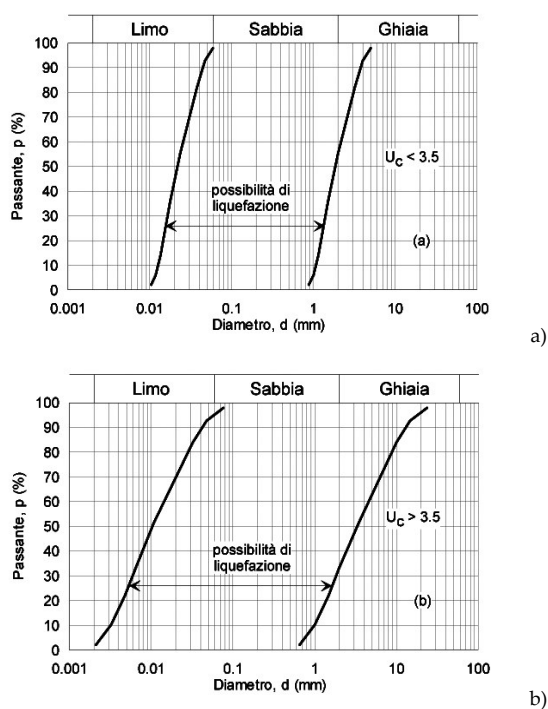 Limo Sabbia Ghiaia
100
90
80
70
60
50
40
30
20
10
0
Passante, p (%)
U_C < 3.5
possibilità di
liquefazione
(a)
0.001 0.01 0.1 1 10 100
Diametro, d (mm)
a)
Limo Sabbia Ghiaia
100
90
80
70
60
50
40
30
20
10
0
Passante, p (%)
U_C > 3.5
possibilità di
liquefazione
(b)
0.001 0.01 0.1 1 10 100
Diametro, d (mm)
b)